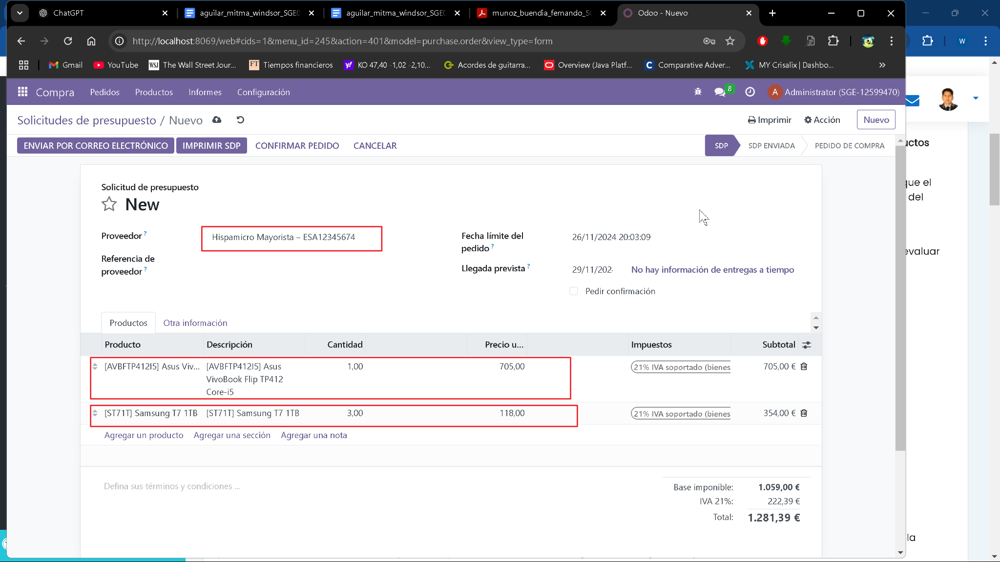 ChatGPT
aguilar_mitma_windsor_SGE0
aguilar_mitma_windsor_SGE0
munoz_buendia_fernando_SG
Odoo - Nuevo
http://localhost:8069/web#cids=1&menu_id=245&action=401&model=purchase.order&view_type=form
W
Gmail
YouTube
WSJ
The Wall Street Jour...
FT
Tiempos financieros
KO 47,40 -1,02 -2,10...
Acordes de guitarra...
Overview (Java Platf...
C
Comparative Adver...
MY Crisalix | Dashbo...
Compra
Pedidos
Productos
Informes
Configuración
8
A
Administrator (SGE-12599470)
Solicitudes de presupuesto / Nuevo
Imprimir
Acción
Nuevo
ENVIAR POR CORREO ELECTRÓNICO
IMPRIMIR SDP
CONFIRMAR PEDIDO
CANCELAR
SDP
SDP ENVIADA
PEDIDO DE COMPRA
Solicitud de presupuesto
New
Proveedor ?
Hispamicro Mayorista – ESA12345674
Referencia de
proveedor ?
Fecha límite del
pedido ?
26/11/2024 20:03:09
Llegada prevista ?
29/11/202
No hay información de entregas a tiempo
Pedir confirmación
Productos
Otra información
Producto
Descripción
Cantidad
Precio u...
Impuestos
Subtotal
[AVBFTP412I5] Asus Viv...
[AVBFTP412I5] Asus
VivoBook Flip TP412
Core-i5
1,00
705,00
21% IVA soportado (bienes
705,00 €
[ST71T] Samsung T7 1TB
[ST71T] Samsung T7 1TB
3,00
118,00
21% IVA soportado (bienes
354,00 €
Agregar un producto
Agregar una sección
Agregar una nota
Defina sus términos y condiciones ...
Base imponible:
1.059,00 €
IVA 21%:
222,39 €
Total:
1.281,39 €
uctos
que el
del
evaluar
la